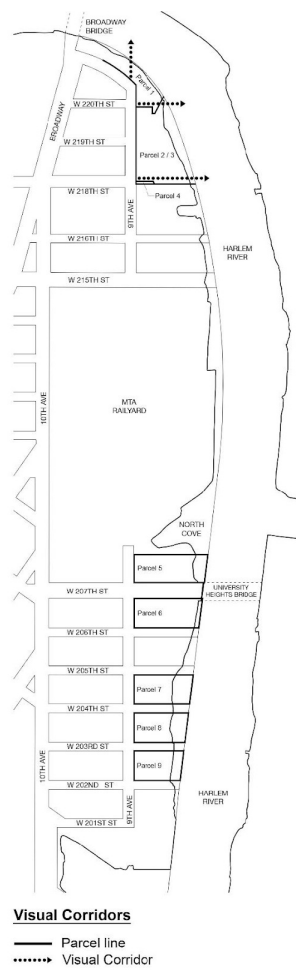 BROADWAY
BRIDGE
Parcel 1
BROADWAY
W 220TH ST
W 219TH ST
Parcel 2 / 3
W 218TH ST
Parcel 4
9TH AVE
W 216TH ST
HARLEM
RIVER
W 215TH ST
10TH AVE
MTA
RAILYARD
NORTH
COVE
Parcel 5
W 207TH ST
UNIVERSITY
HEIGHTS BRIDGE
Parcel 6
W 206TH ST
W 205TH ST
Parcel 7
W 204TH ST
Parcel 8
W 203RD ST
10TH AVE
Parcel 9
W 202ND ST
9TH AVE
HARLEM
RIVER
W 201ST ST
Visual Corridors
Parcel line
Visual Corridor